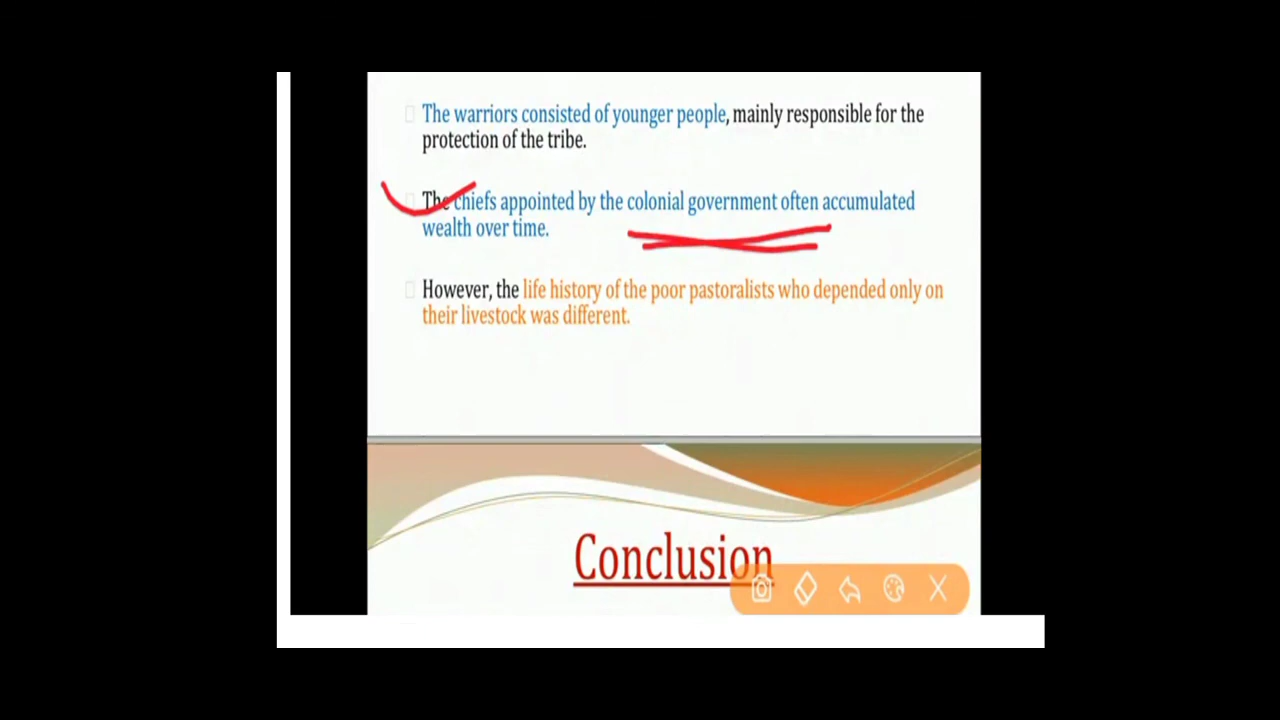 The warriors consisted of younger people, mainly responsible for the
protection of the tribe.
The chiefs appointed by the colonial government often accumulated
wealth over time.
However, the life history of the poor pastoralists who depended only on
their livestock was different.
Conclusion